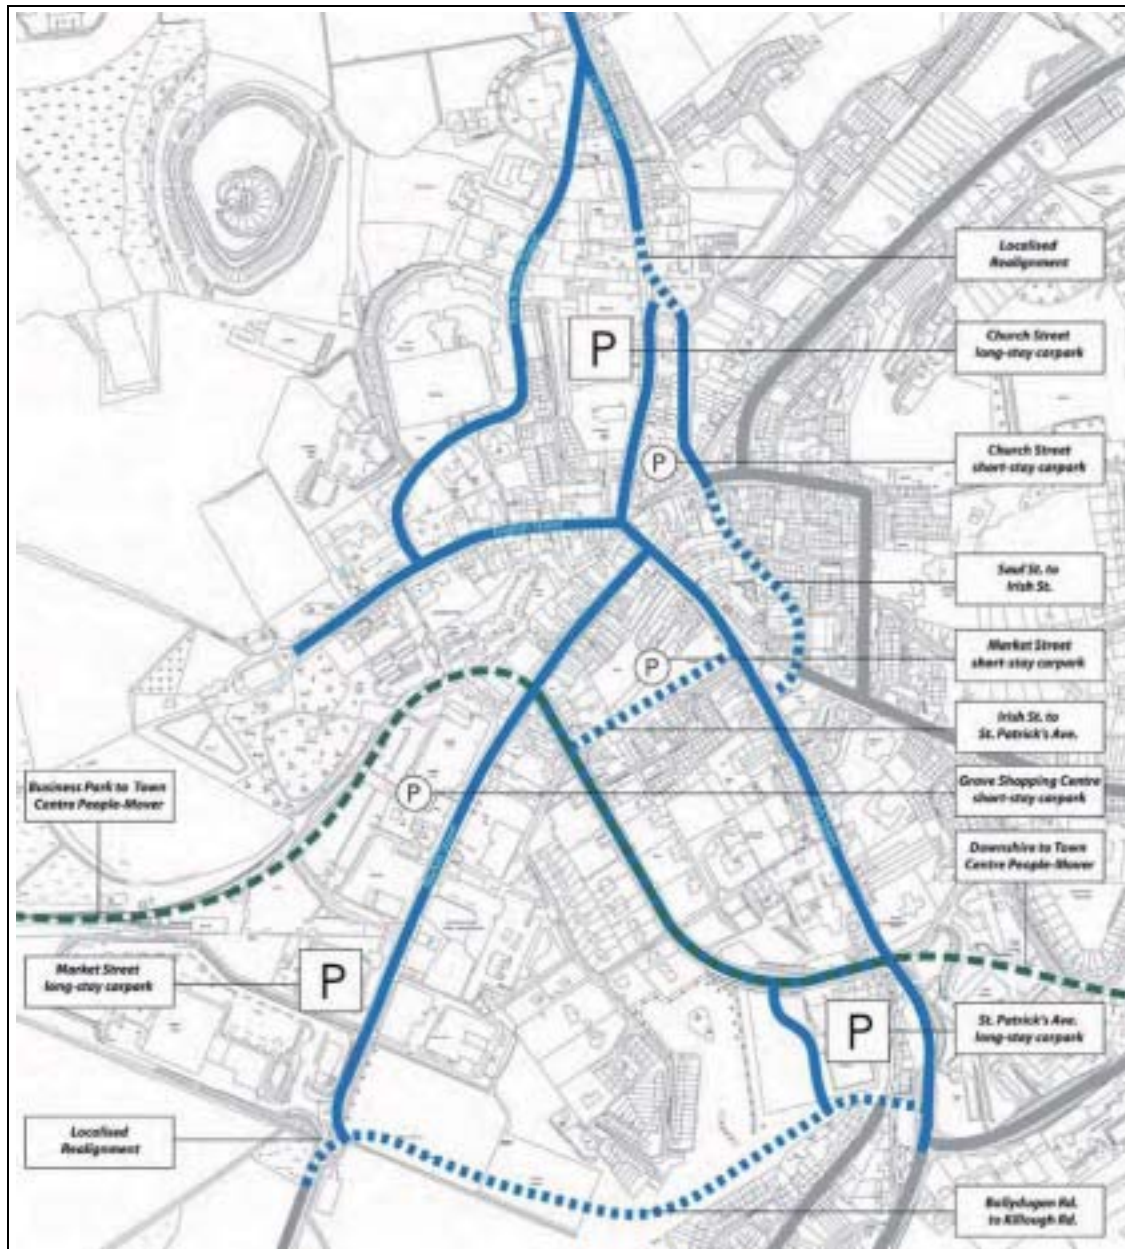 Localised
Realignment
P
Church Street
long-stay carpark
P
Church Street
short-stay carpark
Saul St. to
Irish St.
P
Market Street
short-stay carpark
Irish St. to
St. Patrick's Ave.
Business Park to Town
Centre People-Mover
P
Grove Shopping Centre
short-stay carpark
Downshire to Town
Centre People-Mover
Market Street
long-stay carpark
P
P
St. Patrick's Ave.
long-stay carpark
Localised
Realignment
Ballydugan Rd.
to Killough Rd.